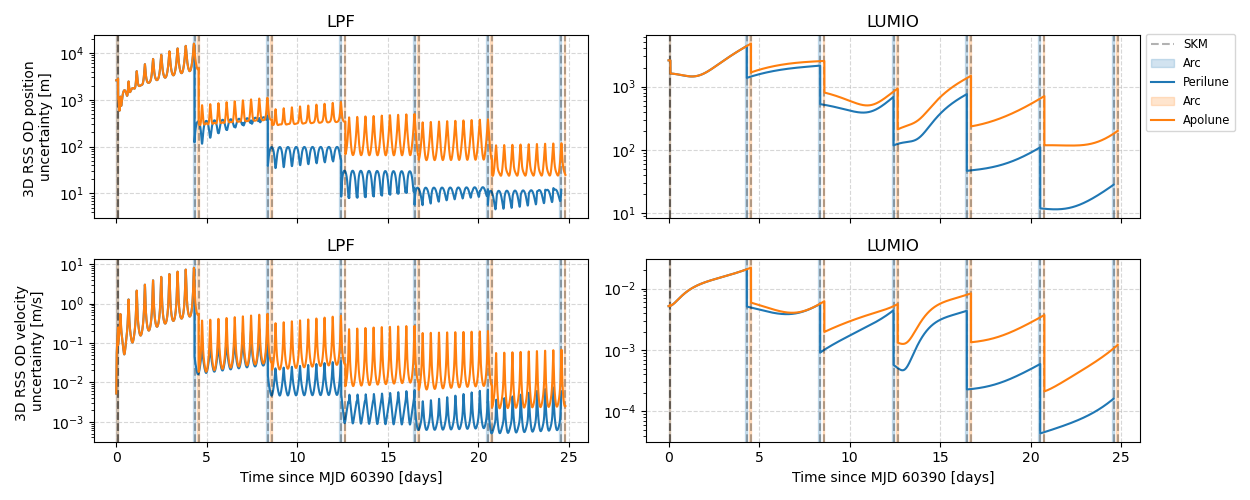 LPF
LUMIO
3D RSS OD position
uncertainty [m]
10⁴
10³
10²
10¹
10³
10²
10¹
SKM
Arc
Perilune
Arc
Apolune
LPF
LUMIO
3D RSS OD velocity
uncertainty [m/s]
10¹
10⁰
10⁻¹
10⁻²
10⁻³
10⁻²
10⁻³
10⁻⁴
0 5 10 15 20 25
0 5 10 15 20 25
Time since MJD 60390 [days]
Time since MJD 60390 [days]